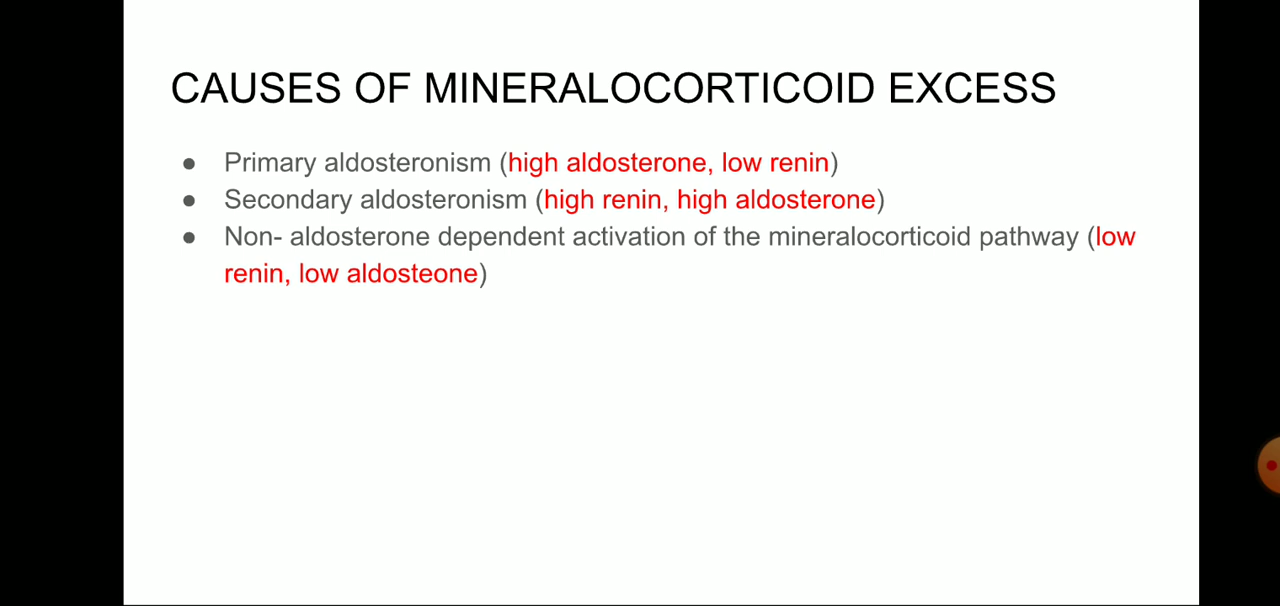 CAUSES OF MINERALOCORTICOID EXCESS
● Primary aldosteronism (high aldosterone, low renin)
● Secondary aldosteronism (high renin, high aldosterone)
● Non- aldosterone dependent activation of the mineralocorticoid pathway (low
renin, low aldosteone)